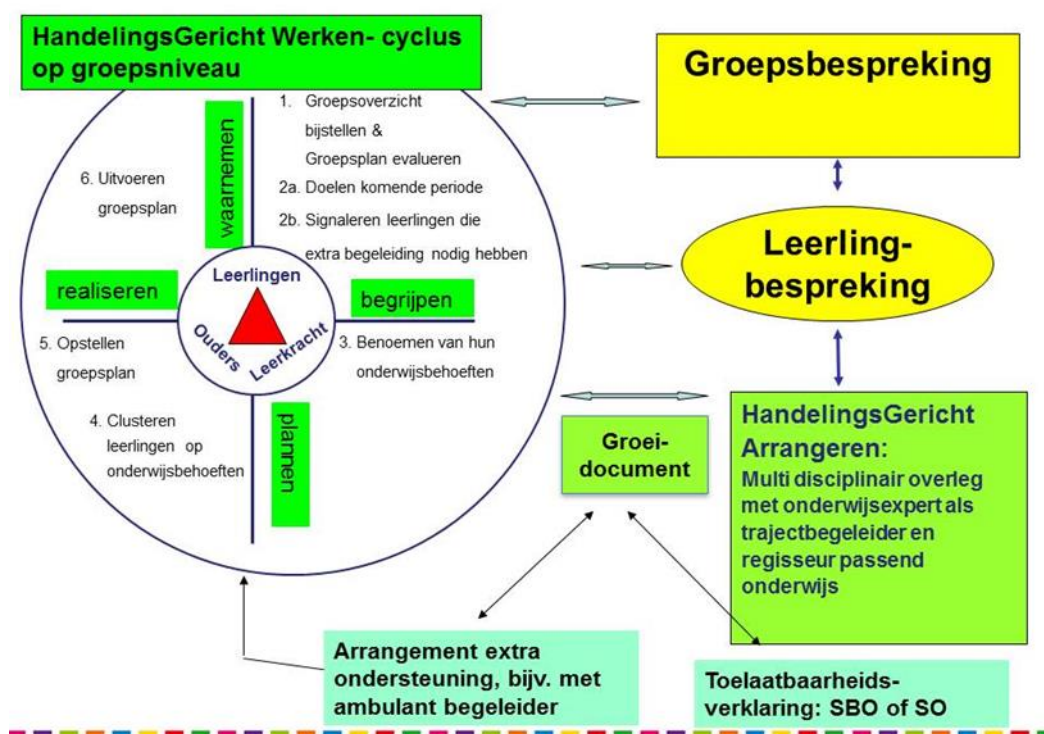 HandelingsGericht Werken- cyclus
op groepsniveau
waarnemen
1. Groepsoverzicht
bijstellen &
Groepsplan evalueren
2a. Doelen komende periode
2b. Signaleren leerlingen die
extra begeleiding nodig hebben
begrijpen
3. Benoemen van hun
onderwijsbehoeften
plannen
4. Clusteren
leerlingen op
onderwijsbehoeften
realiseren
5. Opstellen
groepsplan
6. Uitvoeren
groepsplan
Leerlingen
Ouders
Leerkracht
Groepsbespreking
Leerling-
bespreking
Groei-
document
HandelingsGericht
Arrangeren:
Multi disciplinair overleg
met onderwijsexpert als
trajectbegeleider en
regisseur passend
onderwijs
Arrangement extra
ondersteuning, bijv. met
ambulant begeleider
Toelaatbaarheids-
verklaring: SBO of SO